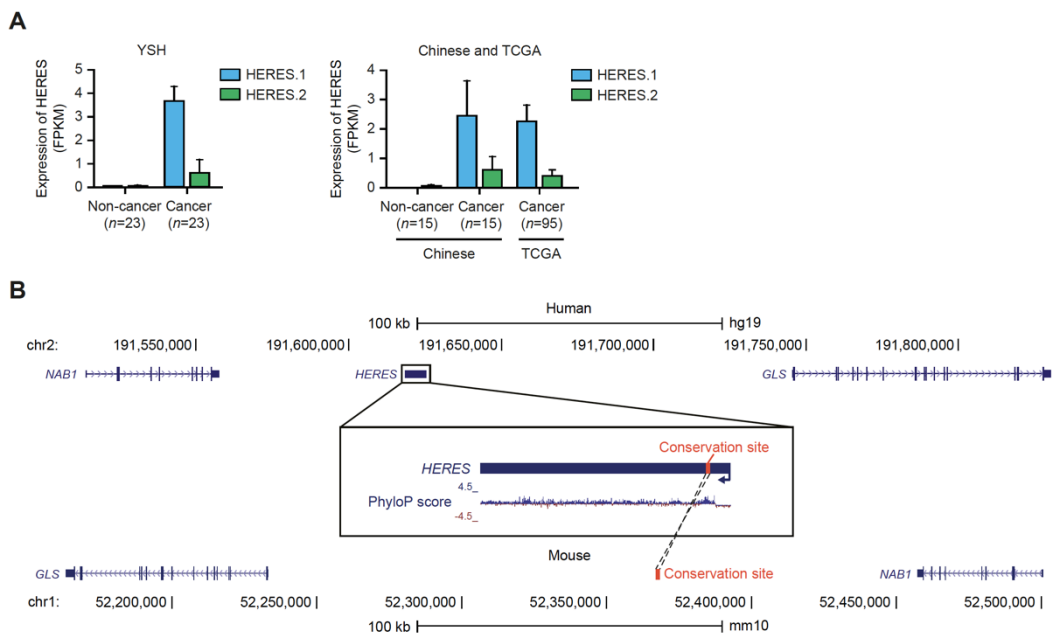 A
YSH
Expression of HERES
(FPKM)
5
4
3
2
1
0
Non-cancer
(n=23)
Cancer
(n=23)
HERES.1
HERES.2
Chinese and TCGA
Expression of HERES
(FPKM)
4
3
2
1
0
Non-cancer
(n=15)
Cancer
(n=15)
Cancer
(n=95)
Chinese
TCGA
HERES.1
HERES.2
B
Human
100 kb hg19
chr2: 191,550,000 191,600,000 191,650,000 191,700,000 191,750,000 191,800,000
NAB1 HERES GLS
Conservation site
HERES
4.5_
PhyloP score
-4.5_
Mouse
GLS Conservation site NAB1
chr1: 52,200,000 52,250,000 52,300,000 52,350,000 52,400,000 52,450,000 52,500,000
100 kb mm10